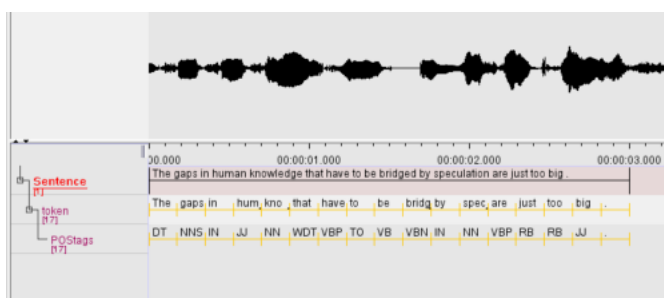 00.000 00:00:01.000 00:00:02.000 00:00:03.000
Sentence The gaps in human knowledge that have to be bridged by speculation are just too big .
[1]
token The gaps in hum kno that have to be bridg by spec are just too big .
[17]
POStags DT NNS IN JJ NN WDT VBP TO VB VBN IN NN VBP RB RB JJ .
[17]